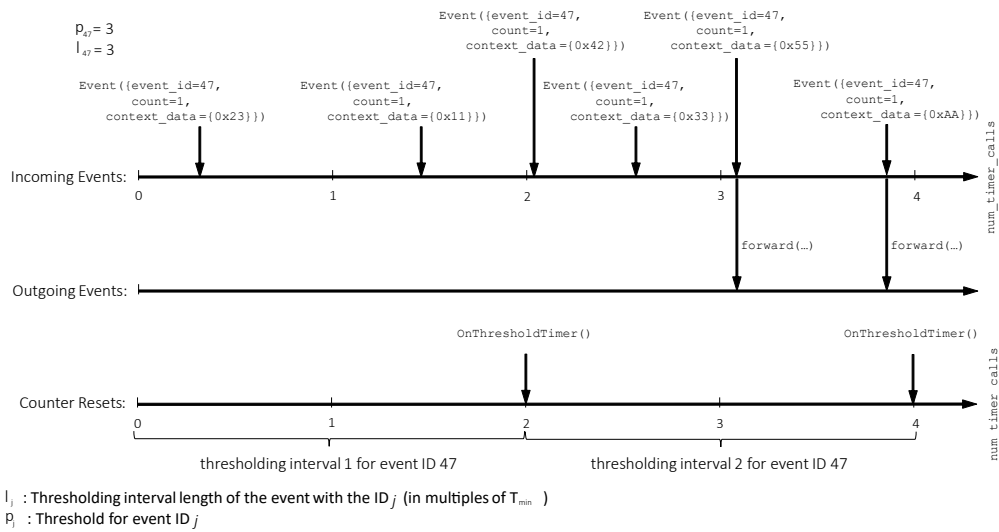 p47 = 3
l47 = 3
Event({event_id=47,
count=1,
context_data={0x42}})
Event({event_id=47,
count=1,
context_data={0x55}})
Event({event_id=47,
count=1,
context_data={0x23}})
Event({event_id=47,
count=1,
context_data={0x11}})
Event({event_id=47,
count=1,
context_data={0x33}})
Event({event_id=47,
count=1,
context_data={0xAA}})
Incoming Events:
0 1 2 3 4
num_timer_calls
forward(…) forward(…)
Outgoing Events:
OnThresholdTimer() OnThresholdTimer()
Counter Resets:
0 1 2 3 4
num timer calls
thresholding interval 1 for event ID 47 thresholding interval 2 for event ID 47
lj : Thresholding interval length of the event with the ID j (in multiples of Tmin )
pj : Threshold for event ID j